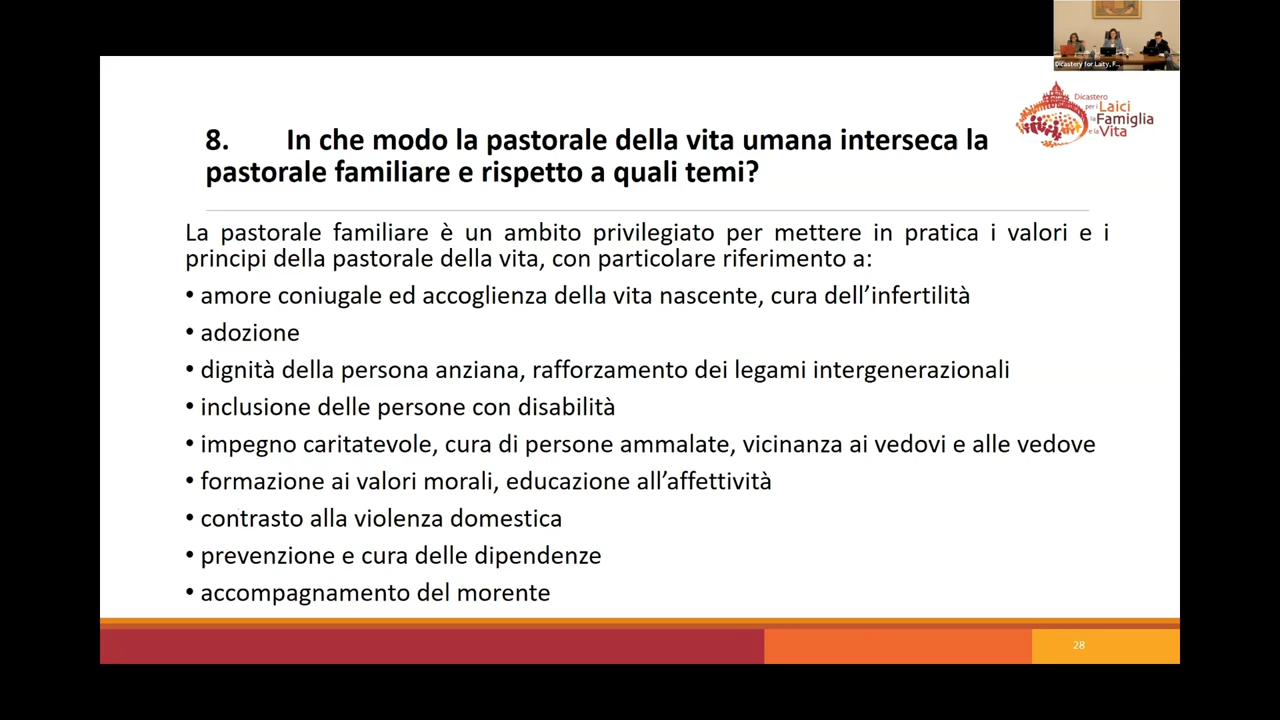 Dicastery for Laity, F...
Dicastero
per i Laici
la Famiglia
e la Vita
8. In che modo la pastorale della vita umana interseca la
pastorale familiare e rispetto a quali temi?
La pastorale familiare è un ambito privilegiato per mettere in pratica i valori e i
principi della pastorale della vita, con particolare riferimento a:
• amore coniugale ed accoglienza della vita nascente, cura dell’infertilità
• adozione
• dignità della persona anziana, rafforzamento dei legami intergenerazionali
• inclusione delle persone con disabilità
• impegno caritatevole, cura di persone ammalate, vicinanza ai vedovi e alle vedove
• formazione ai valori morali, educazione all’affettività
• contrasto alla violenza domestica
• prevenzione e cura delle dipendenze
• accompagnamento del morente
28